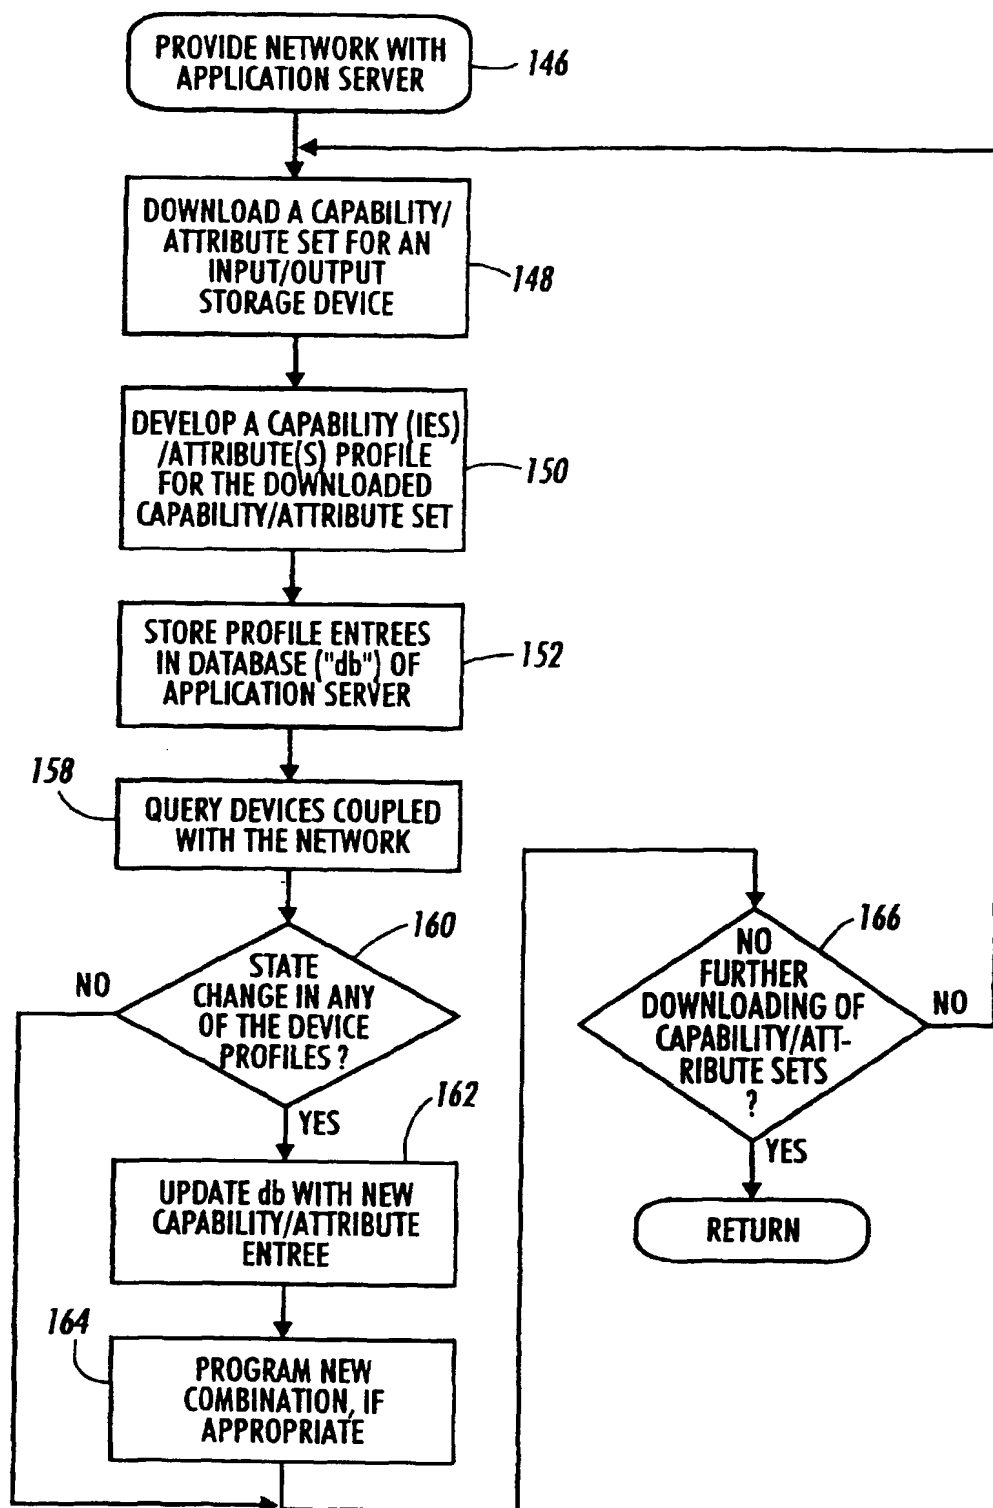 PROVIDE NETWORK WITH
APPLICATION SERVER
146
DOWNLOAD A CAPABILITY/
ATTRIBUTE SET FOR AN
INPUT/OUTPUT
STORAGE DEVICE
148
DEVELOP A CAPABILITY (IES)
/ATTRIBUTE(S) PROFILE
FOR THE DOWNLOADED
CAPABILITY/ATTRIBUTE SET
150
STORE PROFILE ENTREES
IN DATABASE ("db") OF
APPLICATION SERVER
152
158
QUERY DEVICES COUPLED
WITH THE NETWORK
160
STATE
CHANGE IN ANY
OF THE DEVICE
PROFILES ?
NO
YES
162
UPDATE db WITH NEW
CAPABILITY/ATTRIBUTE
ENTREE
164
PROGRAM NEW
COMBINATION, IF
APPROPRIATE
166
NO
FURTHER
DOWNLOADING OF
CAPABILITY/ATT-
RIBUTE SETS
?
NO
YES
RETURN